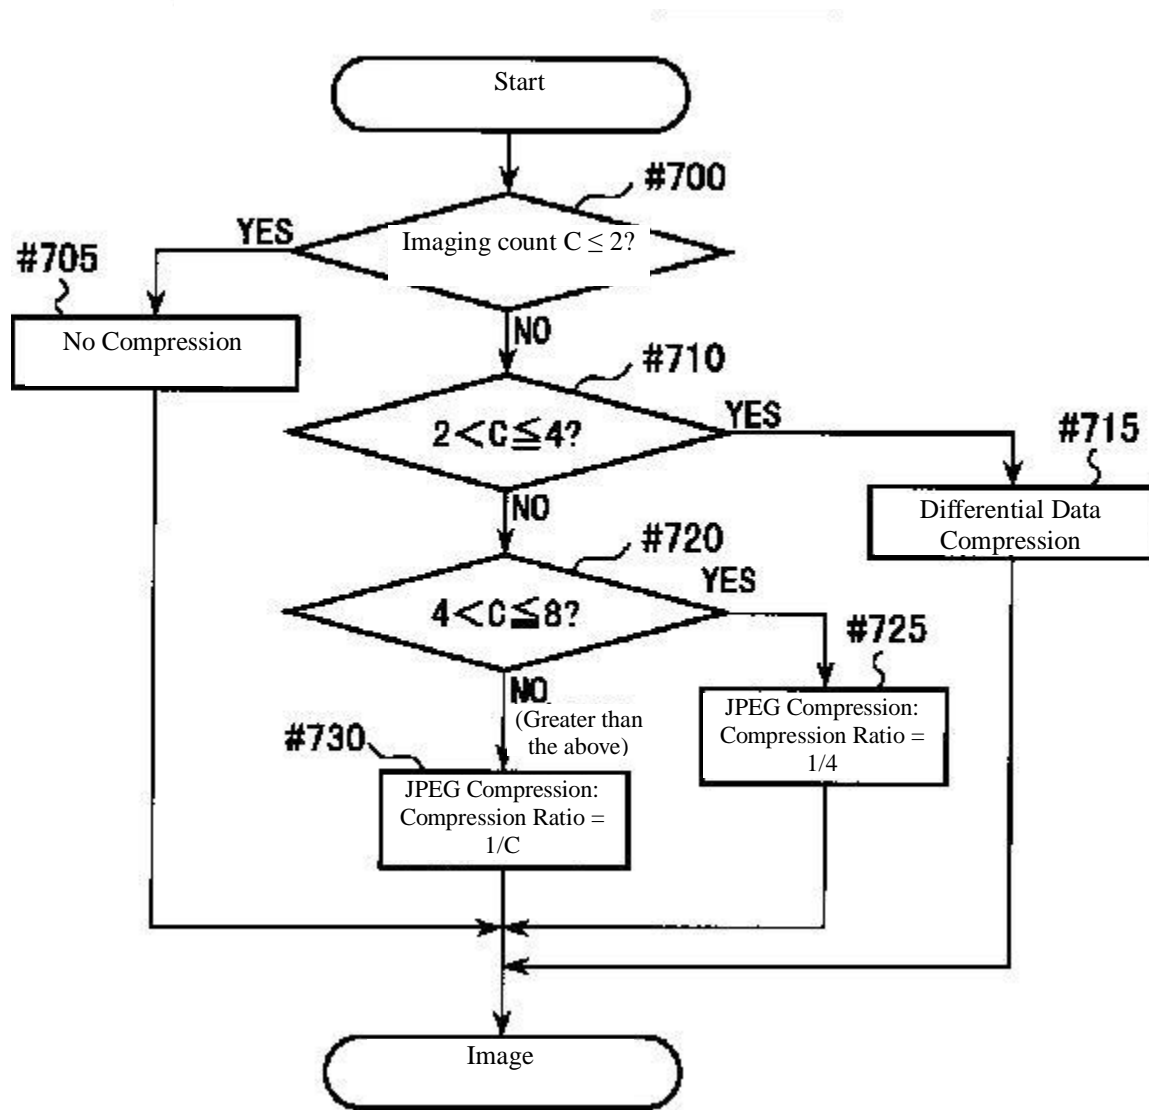 Start
#700
YES
Imaging count C ≤ 2?
#705
No Compression
NO
#710
2<C≦4?
YES
#715
Differential Data
Compression
NO
#720
4<C≦8?
YES
#725
JPEG Compression:
Compression Ratio =
1/4
NO
(Greater than
the above)
#730
JPEG Compression:
Compression Ratio =
1/C
Image